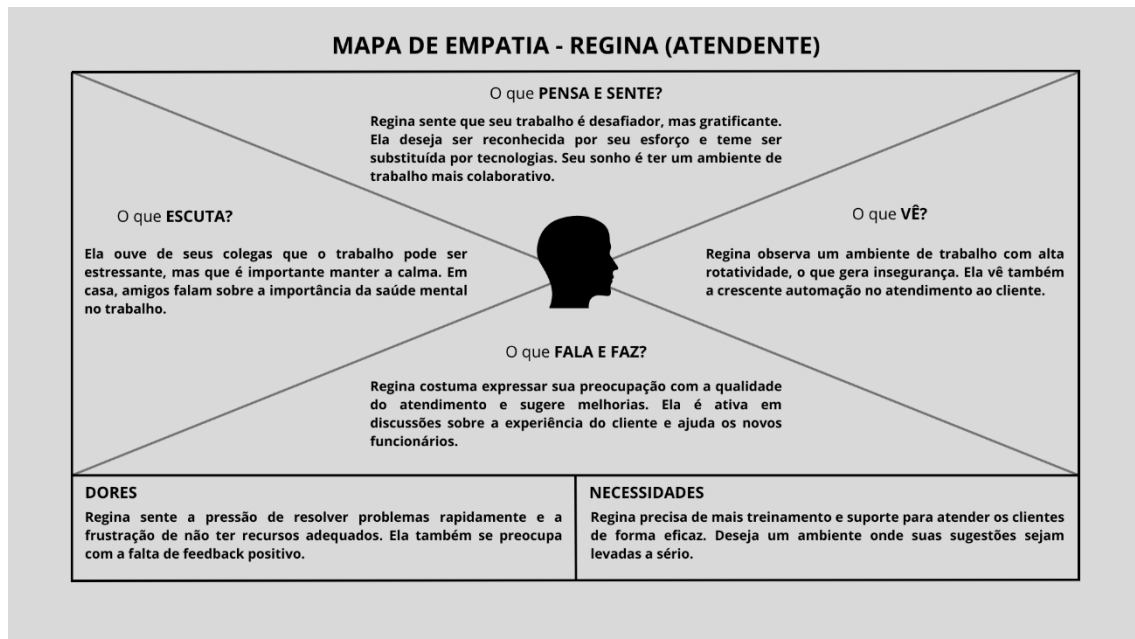 MAPA DE EMPATIA - REGINA (ATENDENTE)
O que PENSA E SENTE?
Regina sente que seu trabalho é desafiador, mas gratificante.
Ela deseja ser reconhecida por seu esforço e teme ser
substituída por tecnologias. Seu sonho é ter um ambiente de
trabalho mais colaborativo.
O que ESCUTA?
Ela ouve de seus colegas que o trabalho pode ser
estressante, mas que é importante manter a calma. Em
casa, amigos falam sobre a importância da saúde mental
no trabalho.
O que VÊ?
Regina observa um ambiente de trabalho com alta
rotatividade, o que gera insegurança. Ela vê também
a crescente automação no atendimento ao cliente.
O que FALA E FAZ?
Regina costuma expressar sua preocupação com a qualidade
do atendimento e sugere melhorias. Ela é ativa em
discussões sobre a experiência do cliente e ajuda os novos
funcionários.
DORES
Regina sente a pressão de resolver problemas rapidamente e a
frustração de não ter recursos adequados. Ela também se preocupa
com a falta de feedback positivo.
NECESSIDADES
Regina precisa de mais treinamento e suporte para atender os clientes
de forma eficaz. Deseja um ambiente onde suas sugestões sejam
levadas a sério.